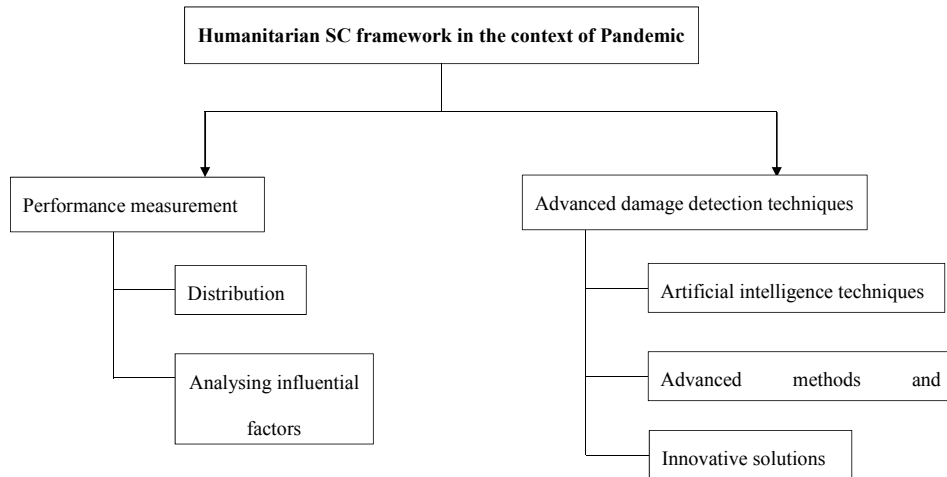 Humanitarian SC framework in the context of Pandemic
Performance measurement
Distribution
Analysing influential
factors
Advanced damage detection techniques
Artificial intelligence techniques
Advanced methods and
Innovative solutions